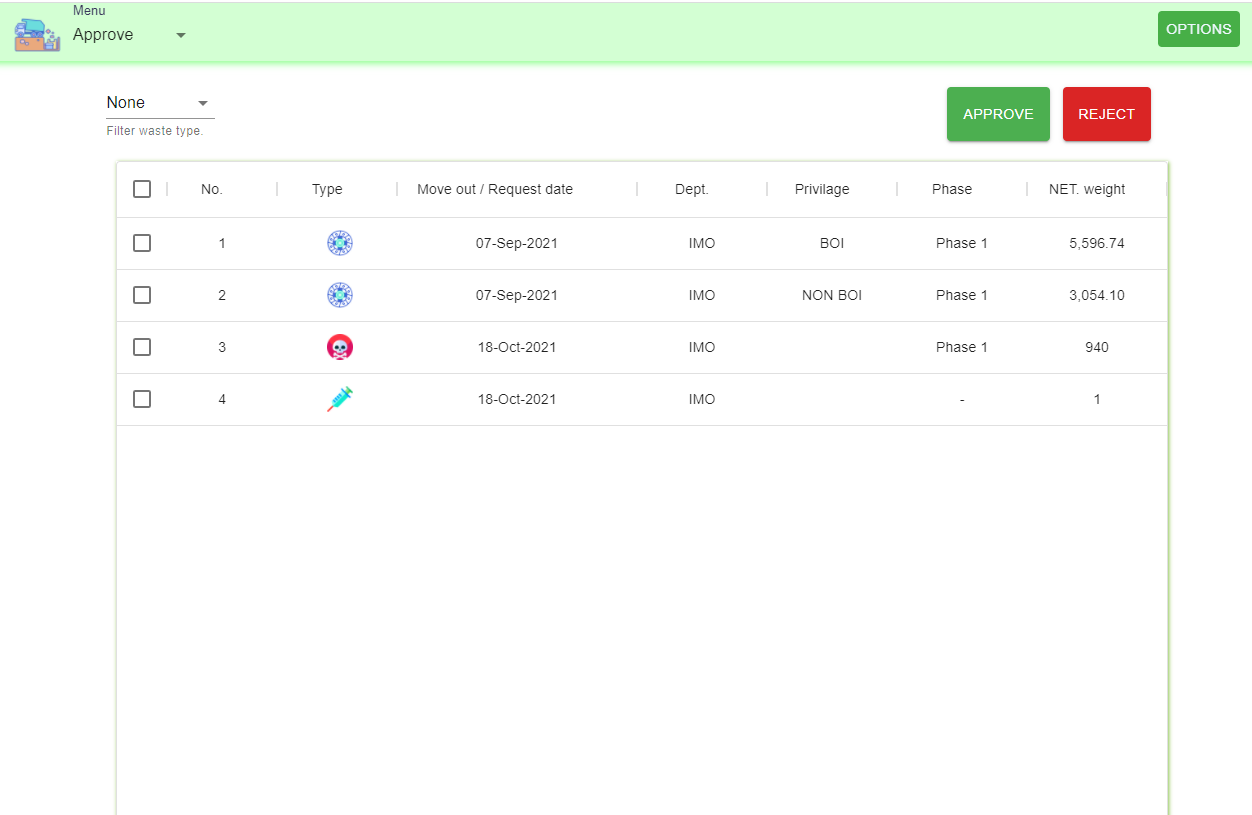 Menu
Approve
OPTIONS
None
Filter waste type.
APPROVE REJECT
No. Type Move out / Request date Dept. Privilage Phase NET. weight
1 07-Sep-2021 IMO BOI Phase 1 5,596.74
2 07-Sep-2021 IMO NON BOI Phase 1 3,054.10
3 18-Oct-2021 IMO Phase 1 940
4 18-Oct-2021 IMO - 1